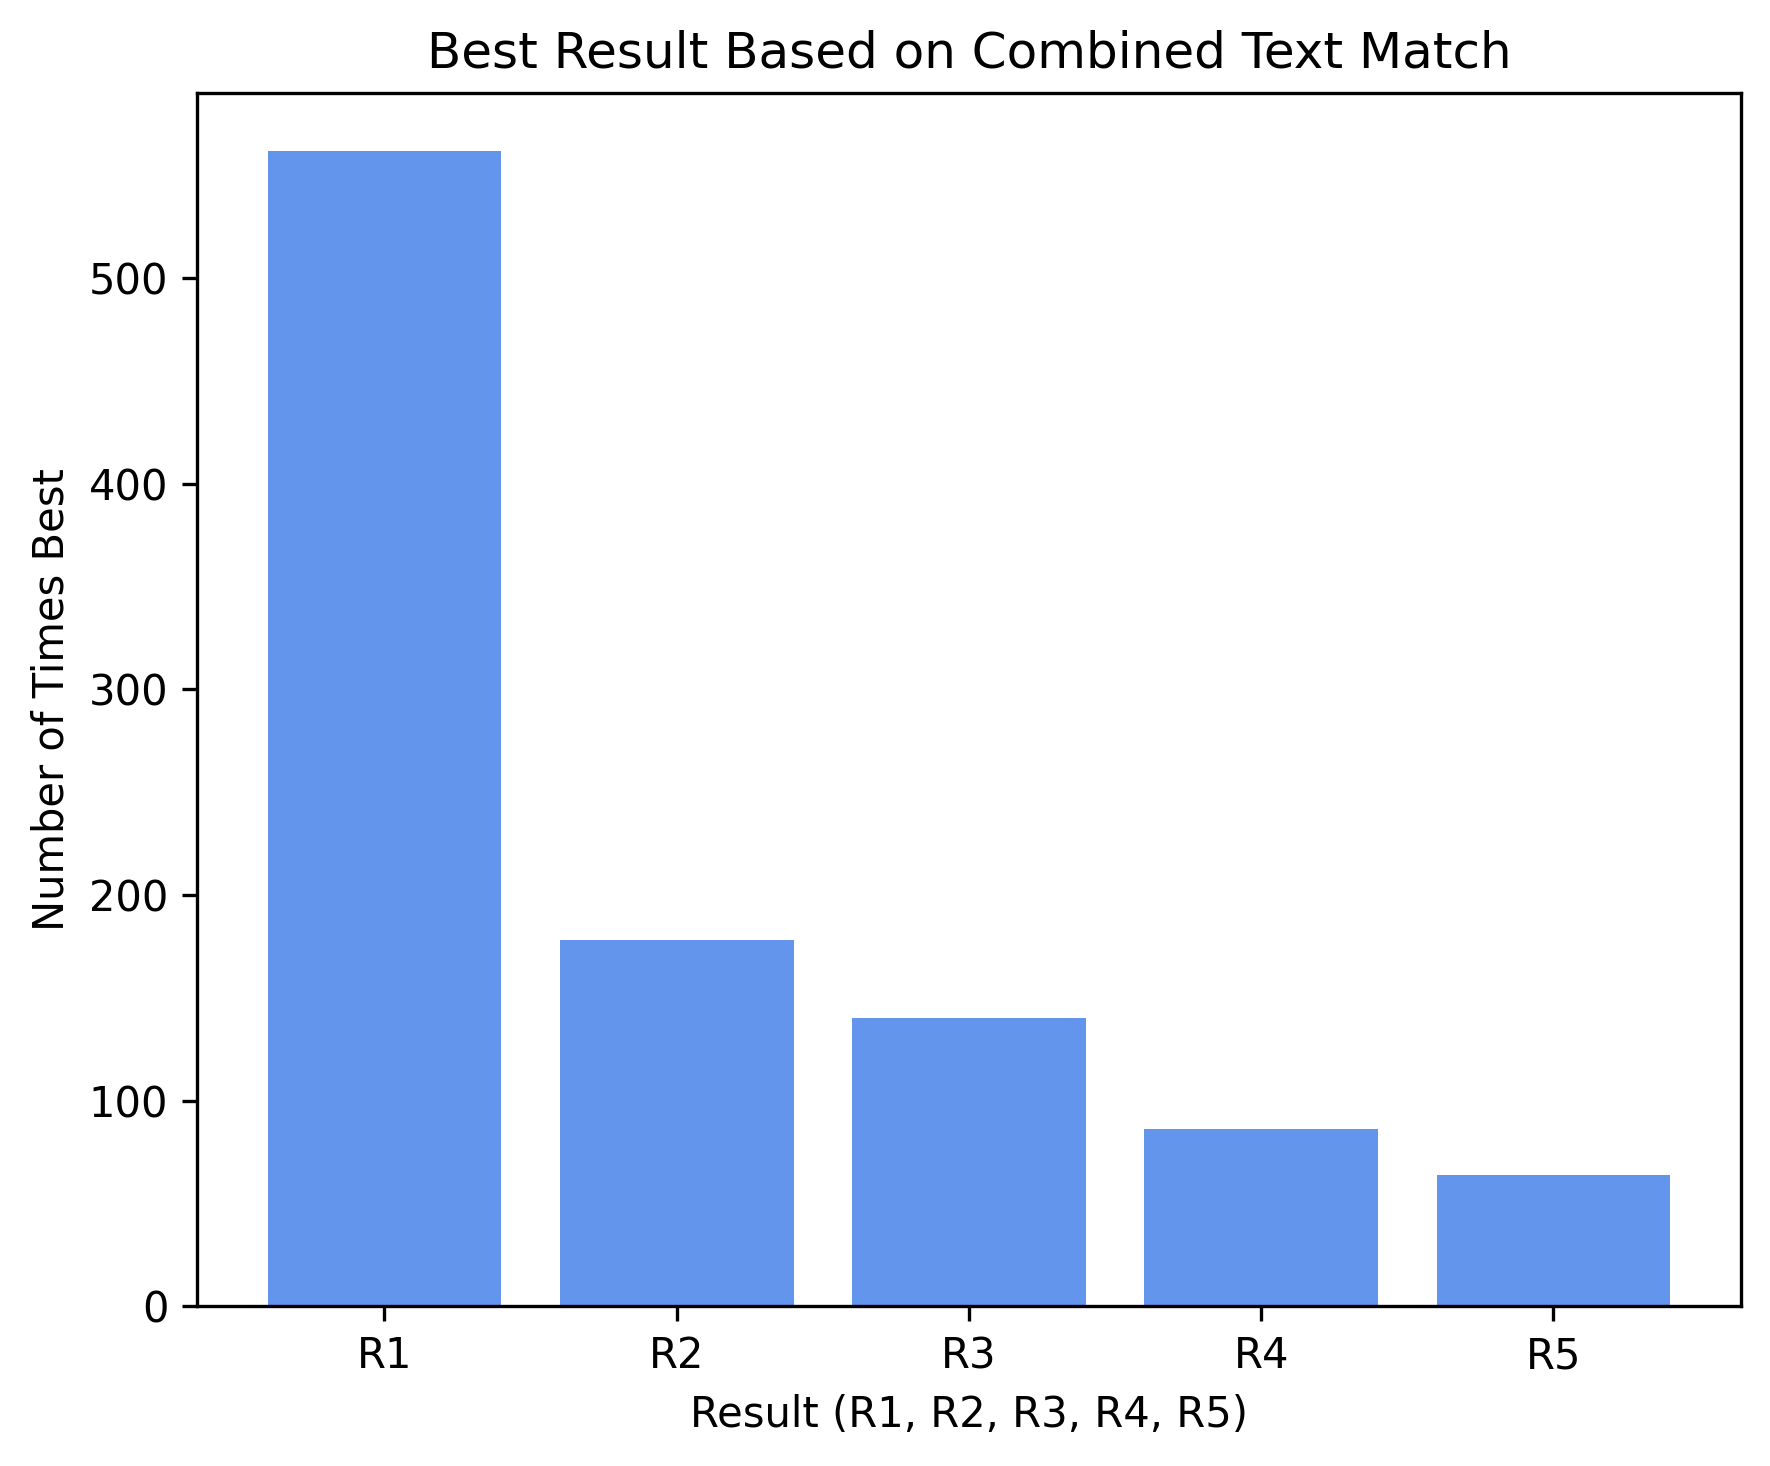 Best Result Based on Combined Text Match
Number of Times Best
500
400
300
200
100
0
R1 R2 R3 R4 R5
Result (R1, R2, R3, R4, R5)